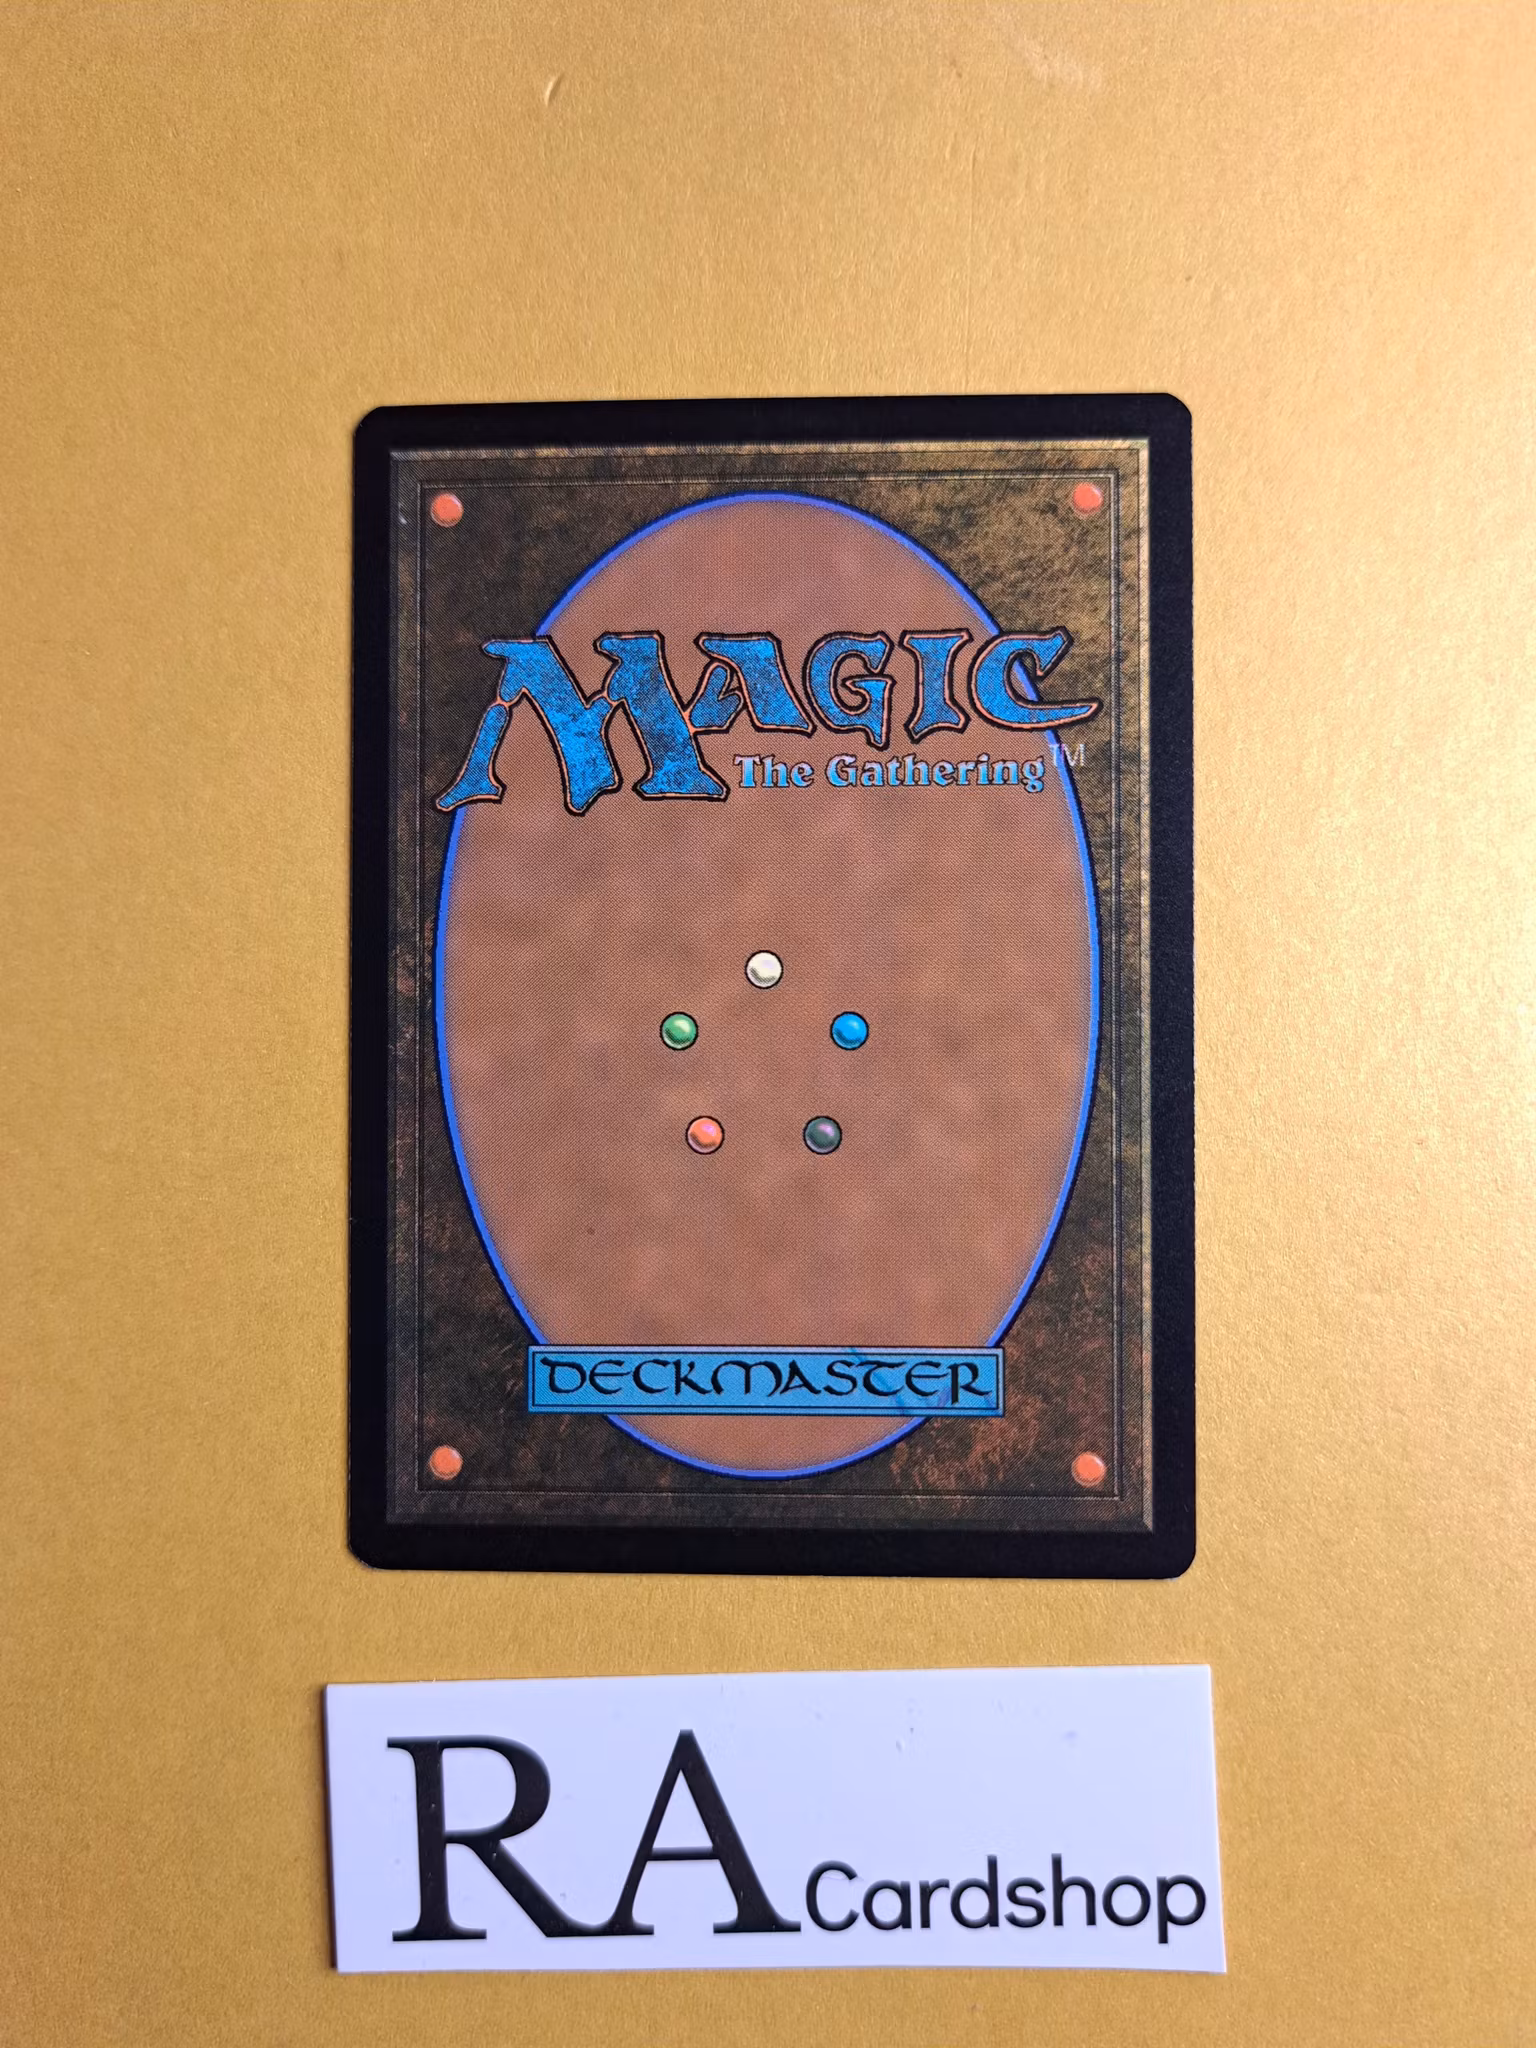 MAGIC
The Gathering™
DECKMASTER
RA Cardshop